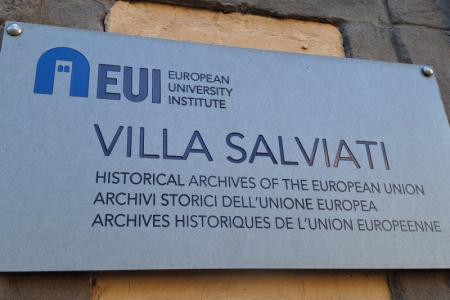 EUI
EUROPEAN
UNIVERSITY
INSTITUTE
VILLA SALVIATI
HISTORICAL ARCHIVES OF THE EUROPEAN UNION
ARCHIVI STORICI DELL'UNIONE EUROPEA
ARCHIVES HISTORIQUES DE L'UNION EUROPEENNE